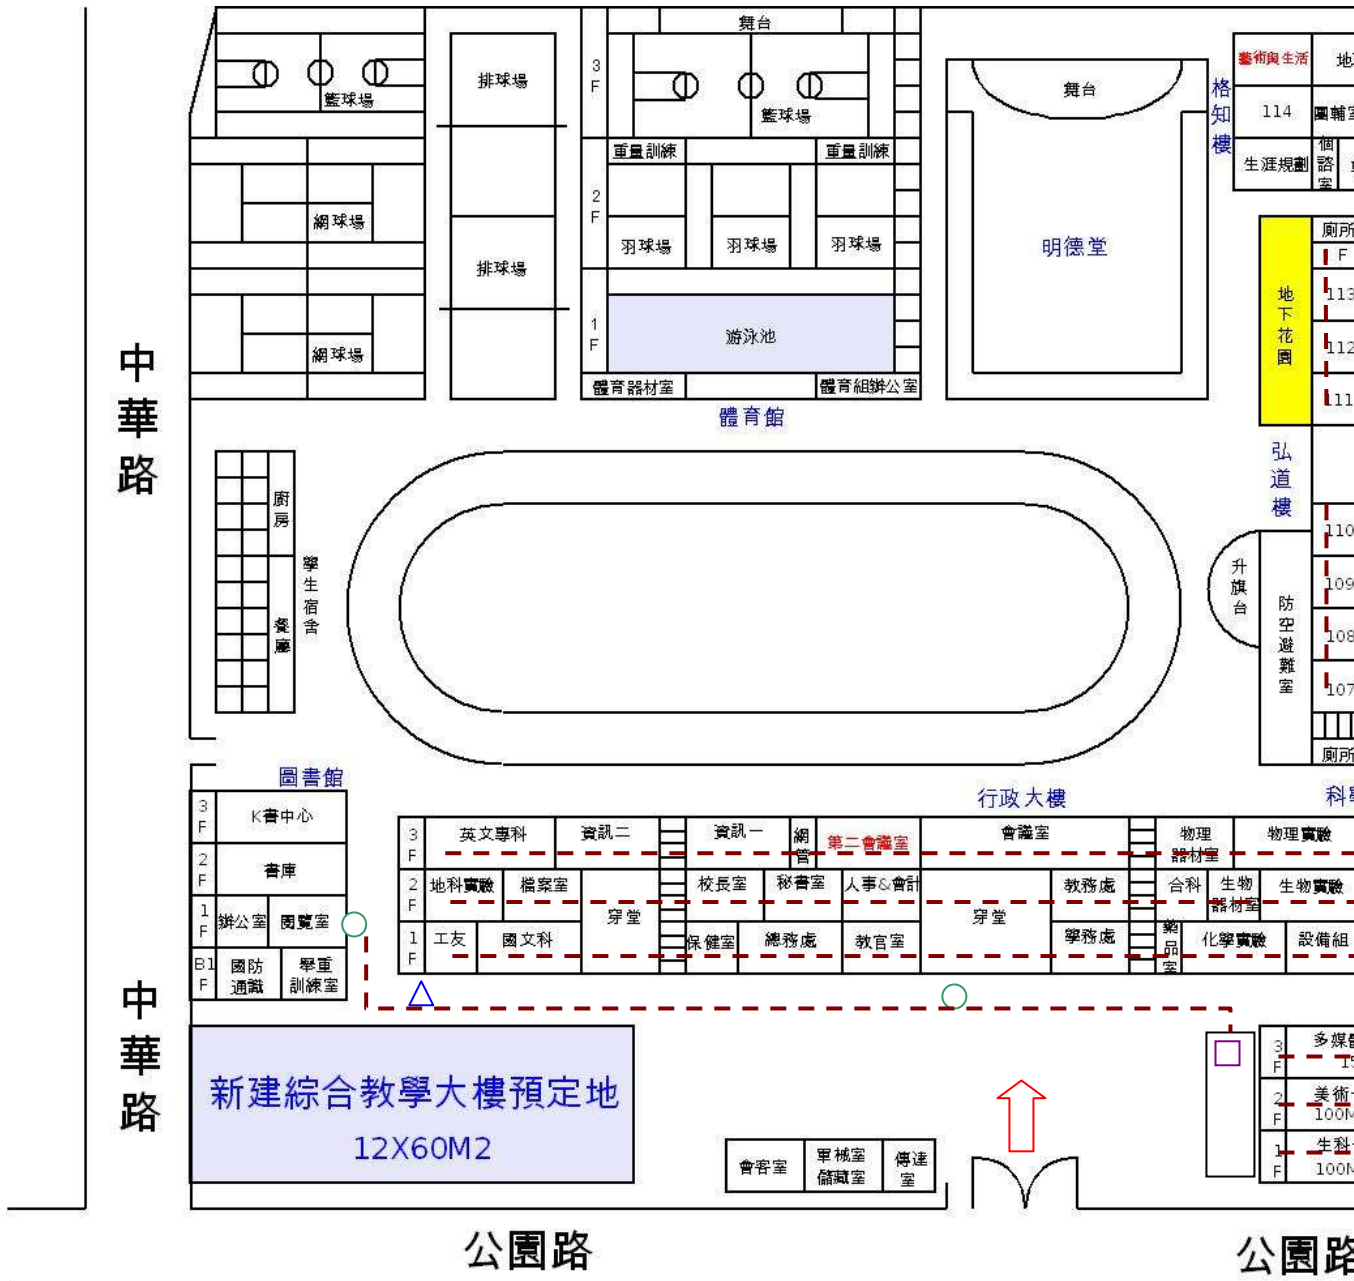 舞台
籃球場
排球場
3F
籃球場
舞台
格知樓
藝術與生活
114
生涯規劃
個諮室
重量訓練
重量訓練
網球場
2F
羽球場
羽球場
羽球場
明德堂
排球場
廁所
F
地下花園
113
112
111
網球場
1F
游泳池
體育器材室
體育組辦公室
體育館
中華路
弘道樓
廚房
餐廳
學生宿舍
升旗台
防空避難室
110
109
108
107
廁所
圖書館
行政大樓
3F
K書中心
2F
書庫
1F
辦公室
閱覽室
B1F
國防通識
舉重訓練室
3F
英文專科
資訊二
資訊一
網管
第二會議室
會議室
物理器材室
物理實驗
2F
地科實驗
檔案室
穿堂
校長室
秘書室
人事&會計
穿堂
教務處
合科
生物器材室
生物實驗
1F
工友
國文科
保健室
總務處
教官室
學務處
藥品室
化學實驗
設備組
中華路
新建綜合教學大樓預定地
12X60M2
會客室
軍械室儲藏室
傳達室
3F
多媒
2F
美術
100M
1F
生科
100M
公園路
公園路